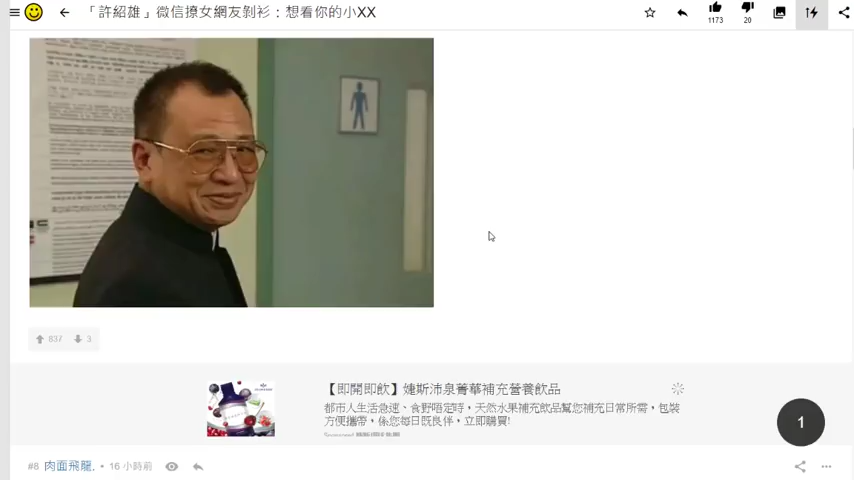 「許紹雄」微信撩女網友剝衫：想看你的小XX
1173
20
837
3
【即開即飲】婕斯沛泉菁華補充營養飲品
都市人生活急速、食野唔定時，天然水果補充飲品幫您補充日常所需，包裝
方便攜帶，係您每日既良伴，立即購買!
Sponsored
1
#8 肉面飛龍. • 16 小時前